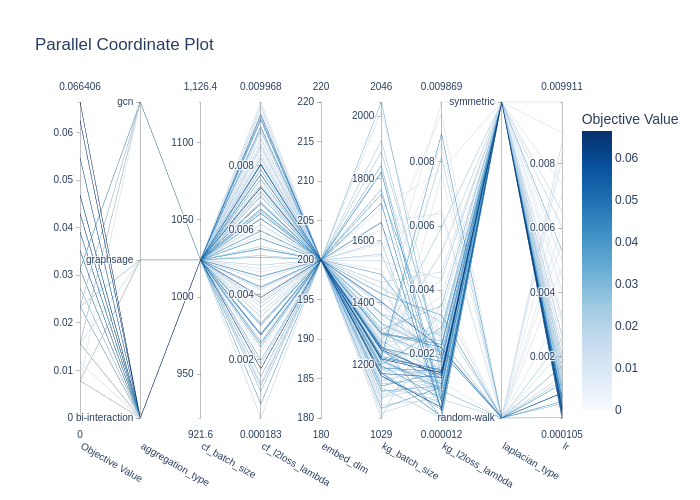 Parallel Coordinate Plot
0.066406 1,126.4 0.009968 220 2046 0.009869 0.009911
Objective Value
0.06
0.05
0.04
0.03
0.02
0.01
0
gcn
graphsage
bi-interaction
1100
1050
1000
950
0.008
0.006
0.004
0.002
220
215
210
205
200
195
190
185
180
2000
1800
1600
1400
1200
0.008
0.006
0.004
0.002
symmetric
random-walk
0.008
0.006
0.004
0.002
0.06
0.05
0.04
0.03
0.02
0.01
0
0 921.6 0.000183 180 1029 0.000012 0.000105
Objective Value
aggregation_type
cf_batch_size
cf_l2loss_lambda
embed_dim
kg_batch_size
kg_l2loss_lambda
laplacian_type
lr